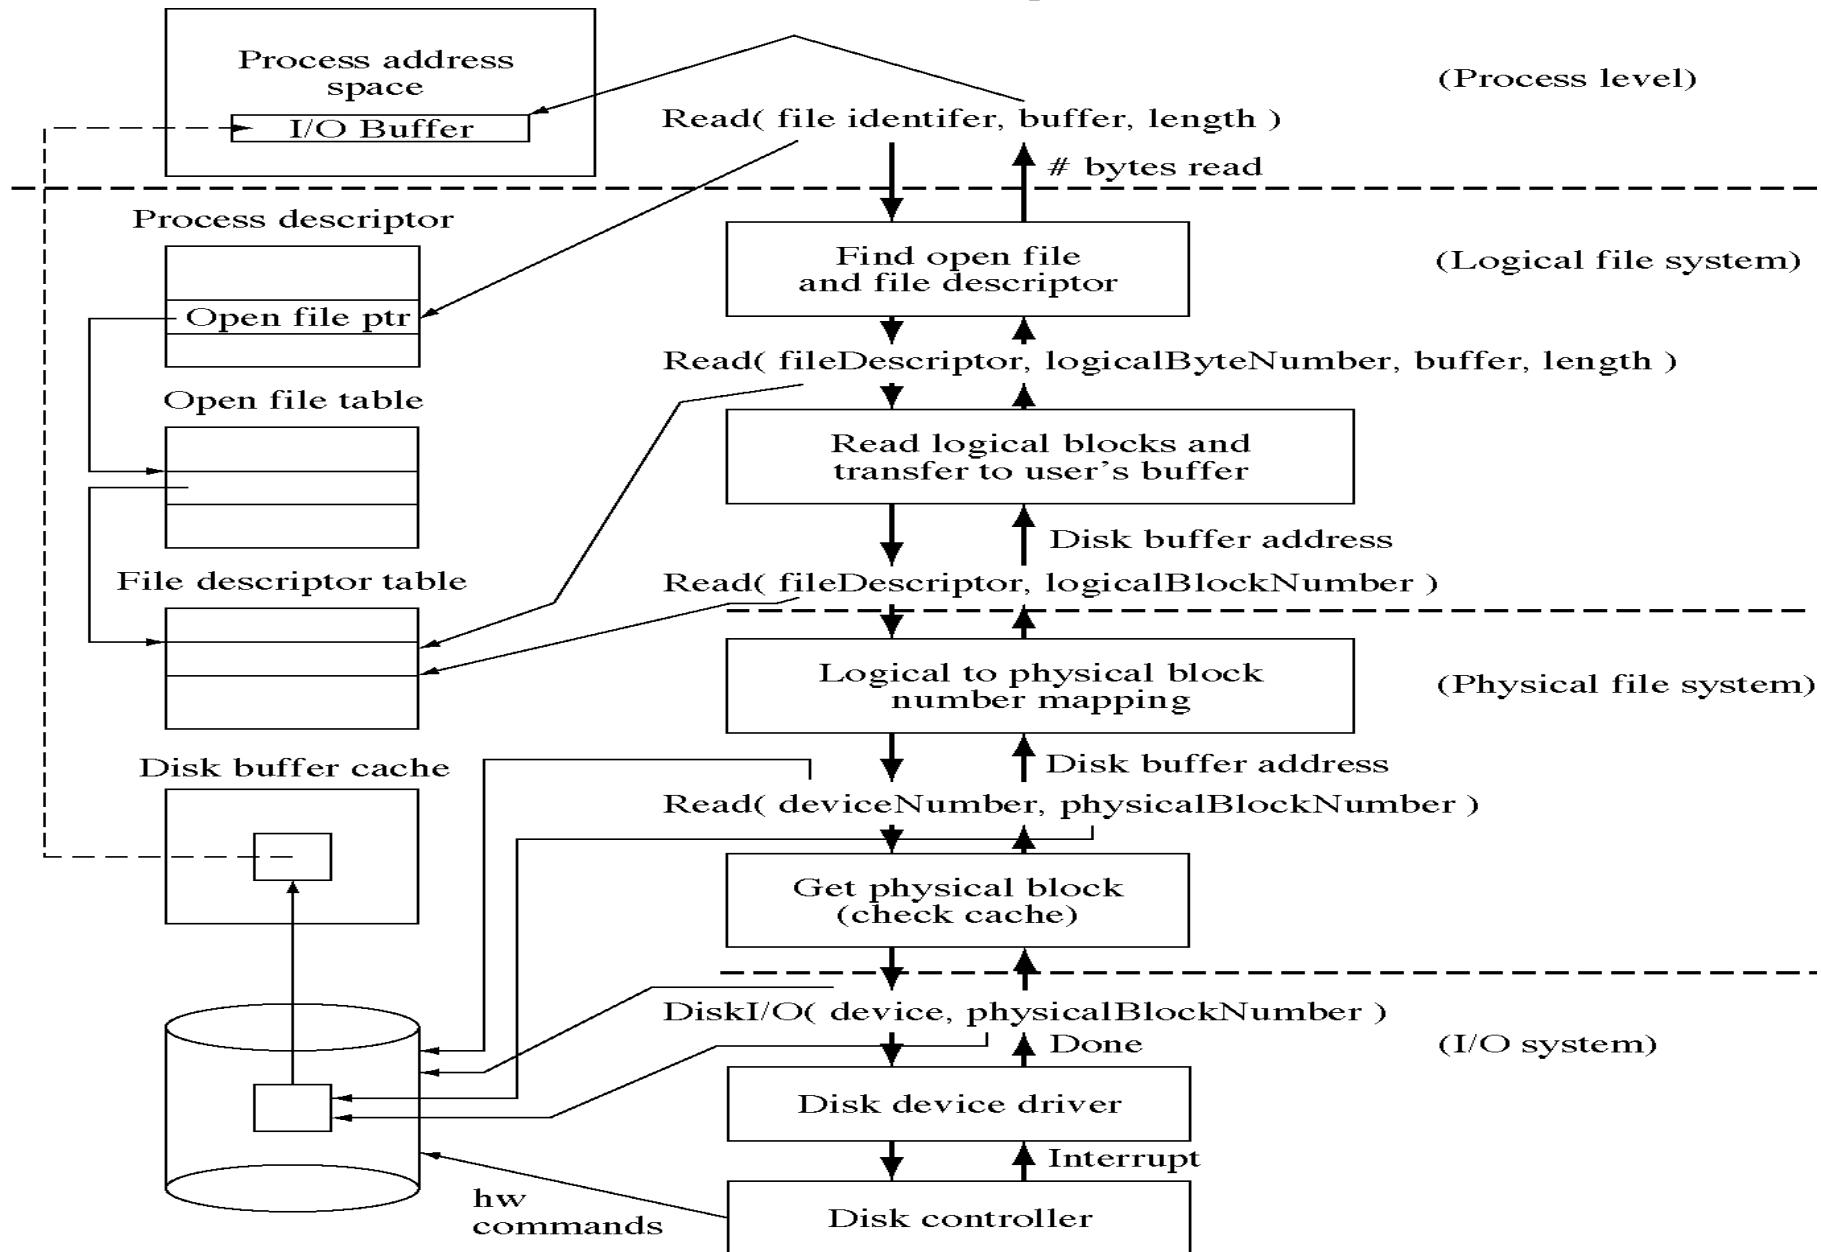 Process address
space
I/O Buffer
(Process level)
Read( file identifer, buffer, length )
# bytes read
Process descriptor
Open file ptr
Find open file
and file descriptor
(Logical file system)
Read( fileDescriptor, logicalByteNumber, buffer, length )
Open file table
Read logical blocks and
transfer to user’s buffer
Disk buffer address
File descriptor table
Read( fileDescriptor, logicalBlockNumber )
Logical to physical block
number mapping
(Physical file system)
Disk buffer cache
Disk buffer address
Read( deviceNumber, physicalBlockNumber )
Get physical block
(check cache)
DiskI/O( device, physicalBlockNumber )
Done
(I/O system)
Disk device driver
Interrupt
hw
commands
Disk controller